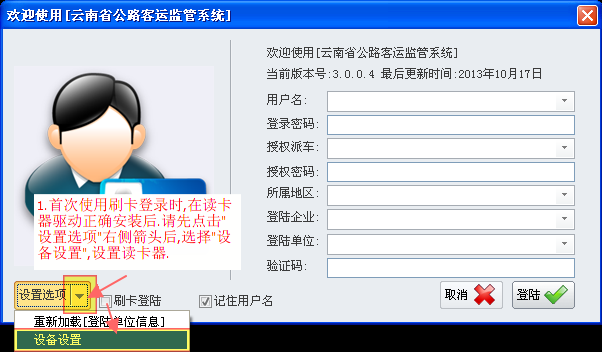 欢迎使用[云南省公路客运监管系统]
欢迎使用[云南省公路客运监管系统]
当前版本号:3.0.0.4 最后更新时间:2013年10月17日
用户名:
登录密码:
授权派车:
授权密码:
所属地区:
登陆企业:
登陆单位:
验证码:
1.首次使用刷卡登录时,在读卡
器驱动正确安装后.请先点击"
设置选项"右侧箭头后,选择"设
备设置",设置读卡器.
设置选项
刷卡登陆
记住用户名
取消
登陆
重新加载[登陆单位信息]
设备设置